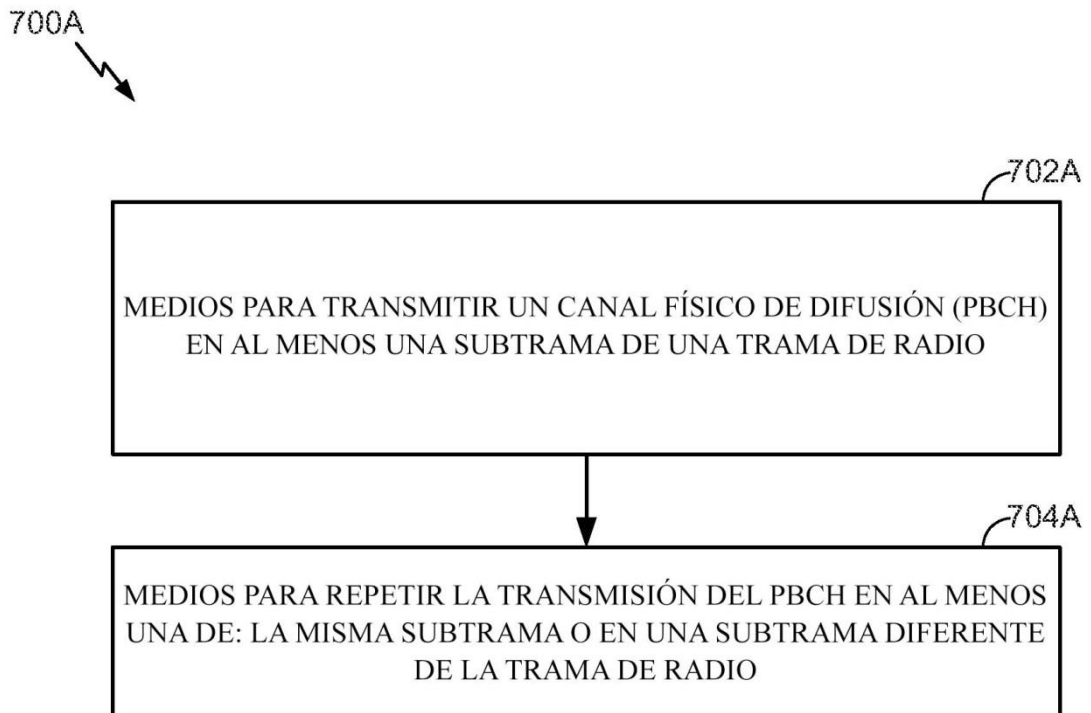 700A
702A
MEDIOS PARA TRANSMITIR UN CANAL FÍSICO DE DIFUSIÓN (PBCH)
EN AL MENOS UNA SUBTRAMA DE UNA TRAMA DE RADIO
704A
MEDIOS PARA REPETIR LA TRANSMISIÓN DEL PBCH EN AL MENOS
UNA DE: LA MISMA SUBTRAMA O EN UNA SUBTRAMA DIFERENTE
DE LA TRAMA DE RADIO